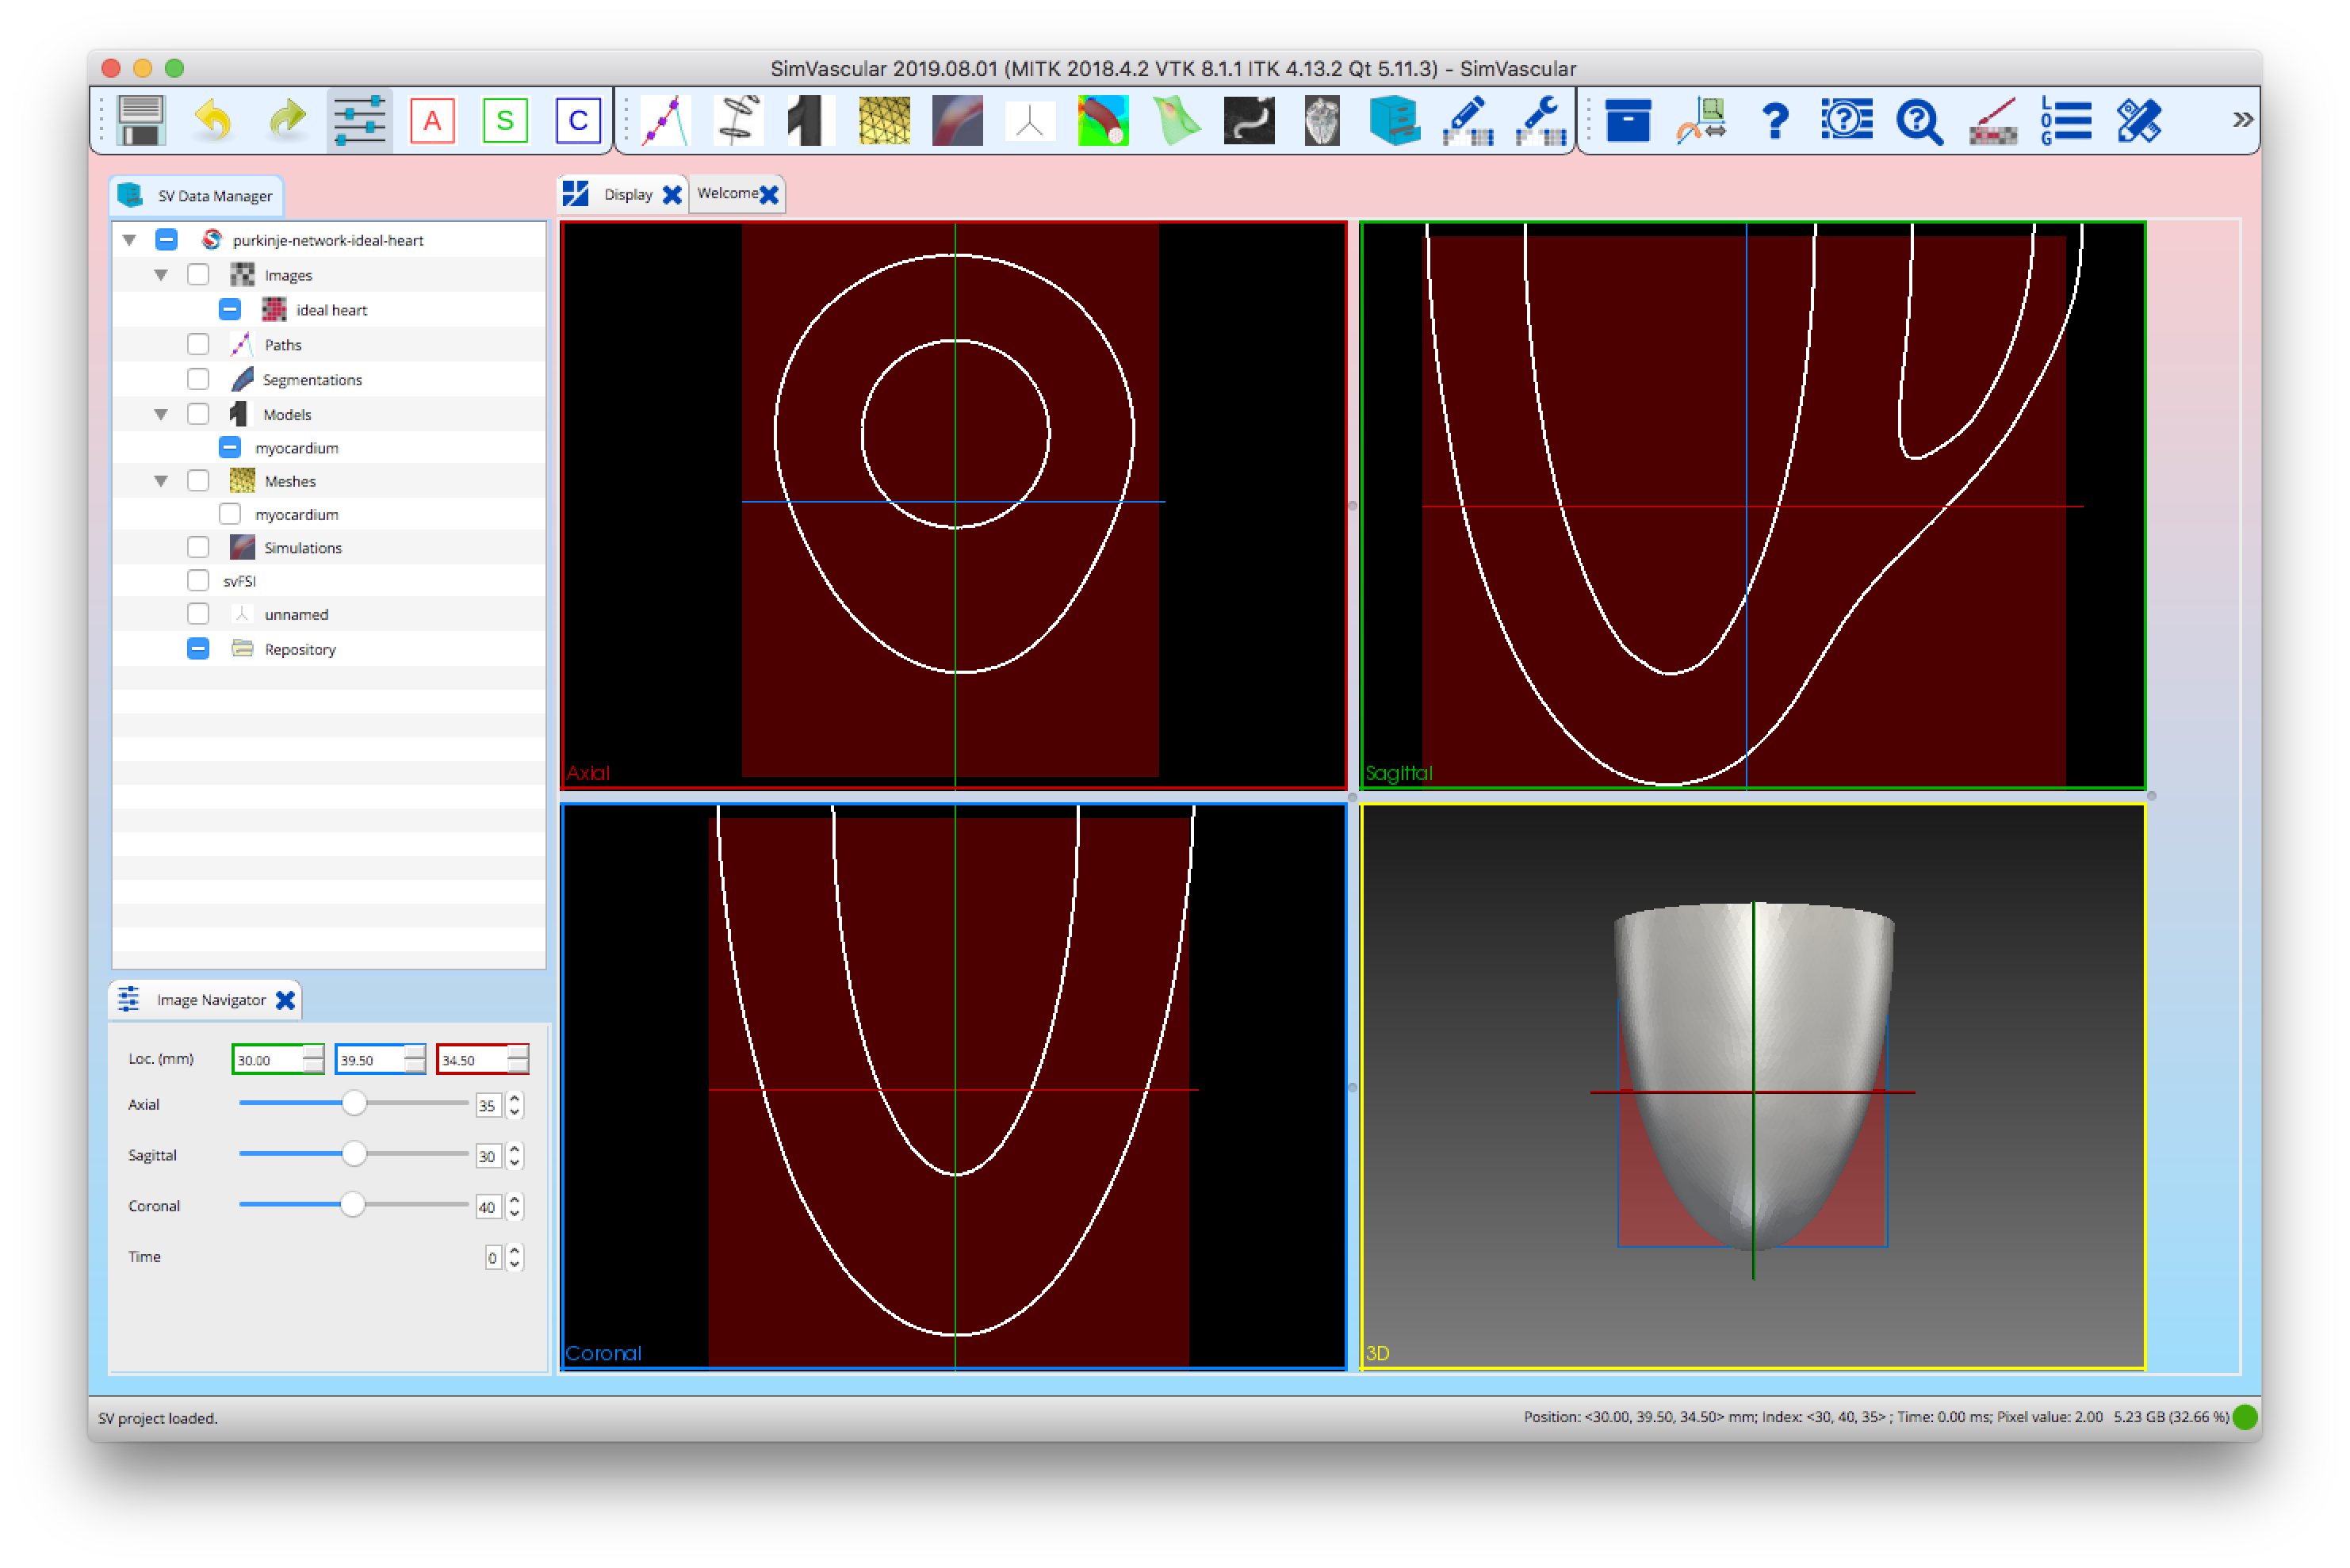 SimVascular 2019.08.01 (MITK 2018.4.2 VTK 8.1.1 ITK 4.13.2 Qt 5.11.3) - SimVascular
A S C ? ? ? LOG »
SV Data Manager
purkinje-network-ideal-heart
Images
ideal heart
Paths
Segmentations
Models
myocardium
Meshes
myocardium
Simulations
svFSI
unnamed
Repository
Image Navigator
Loc. (mm) 30.00 39.50 34.50
Axial 35
Sagittal 30
Coronal 40
Time 0
Display Welcome
Axial
Sagittal
Coronal
3D
SV project loaded.
Position: <30.00, 39.50, 34.50> mm; Index: <30, 40, 35> ; Time: 0.00 ms; Pixel value: 2.00 5.23 GB (32.66 %)